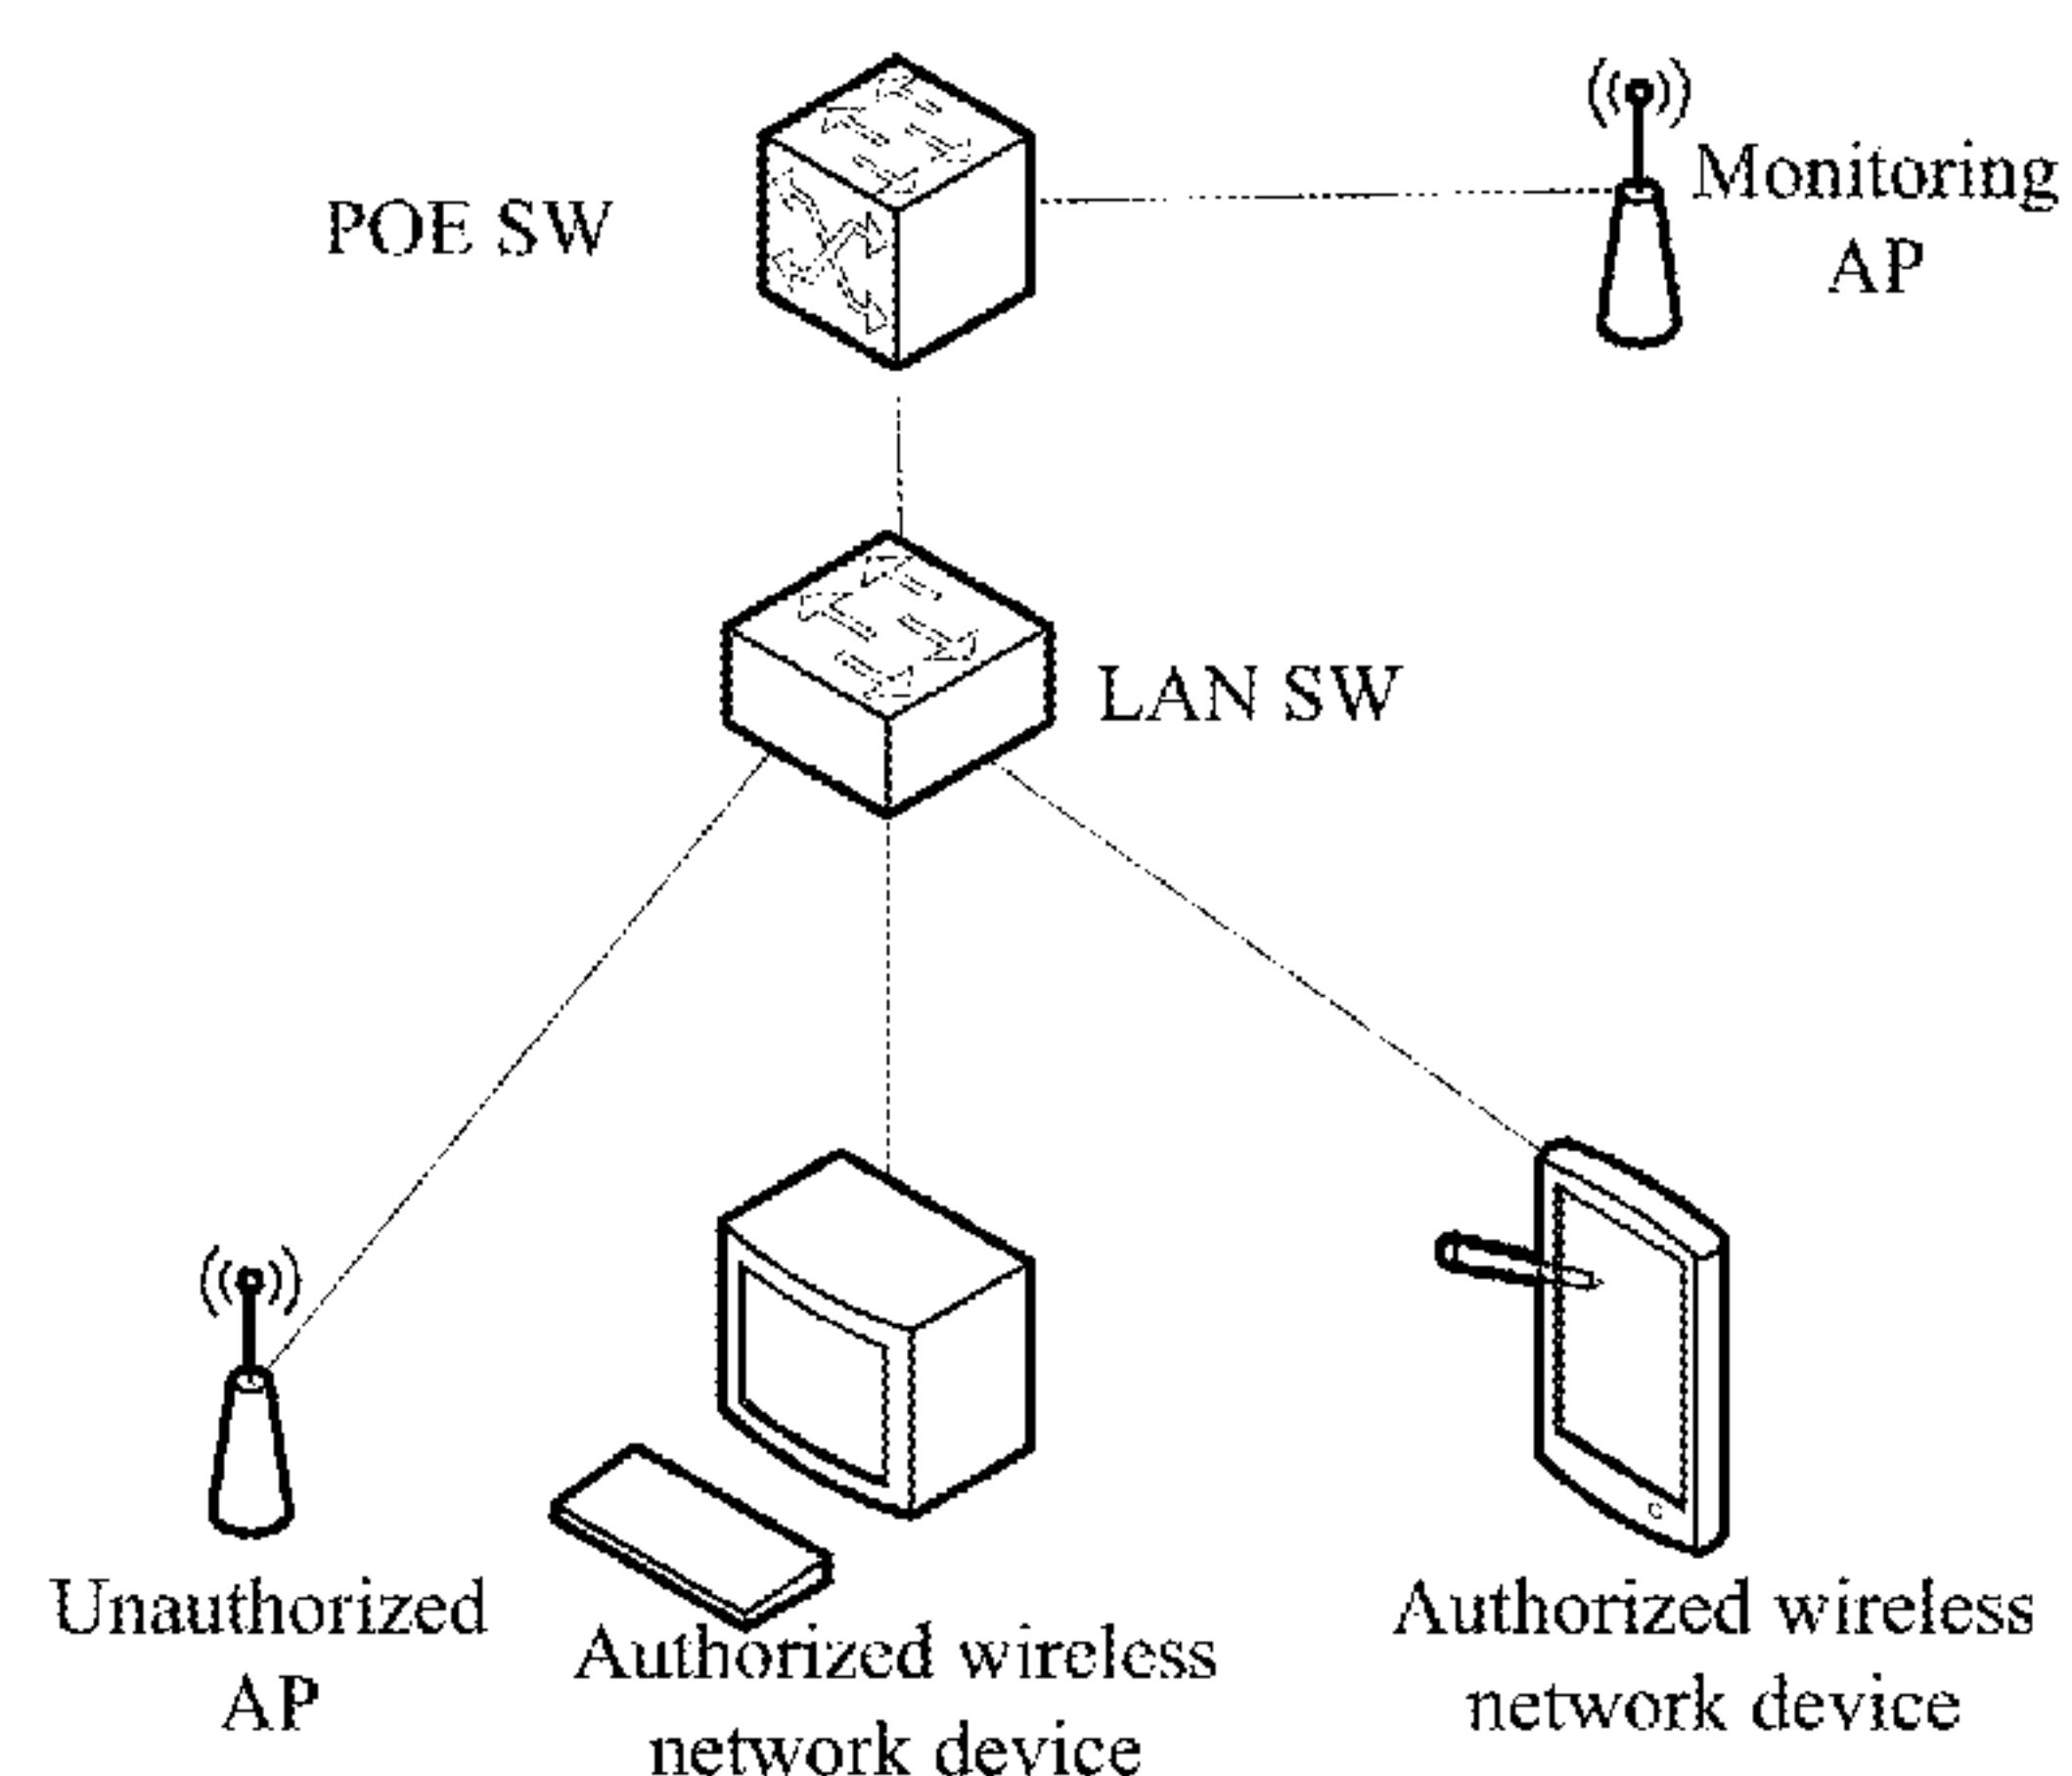 POE SW
Monitoring
AP
LAN SW
Unauthorized
AP
Authorized wireless
network device
Authorized wireless
network device